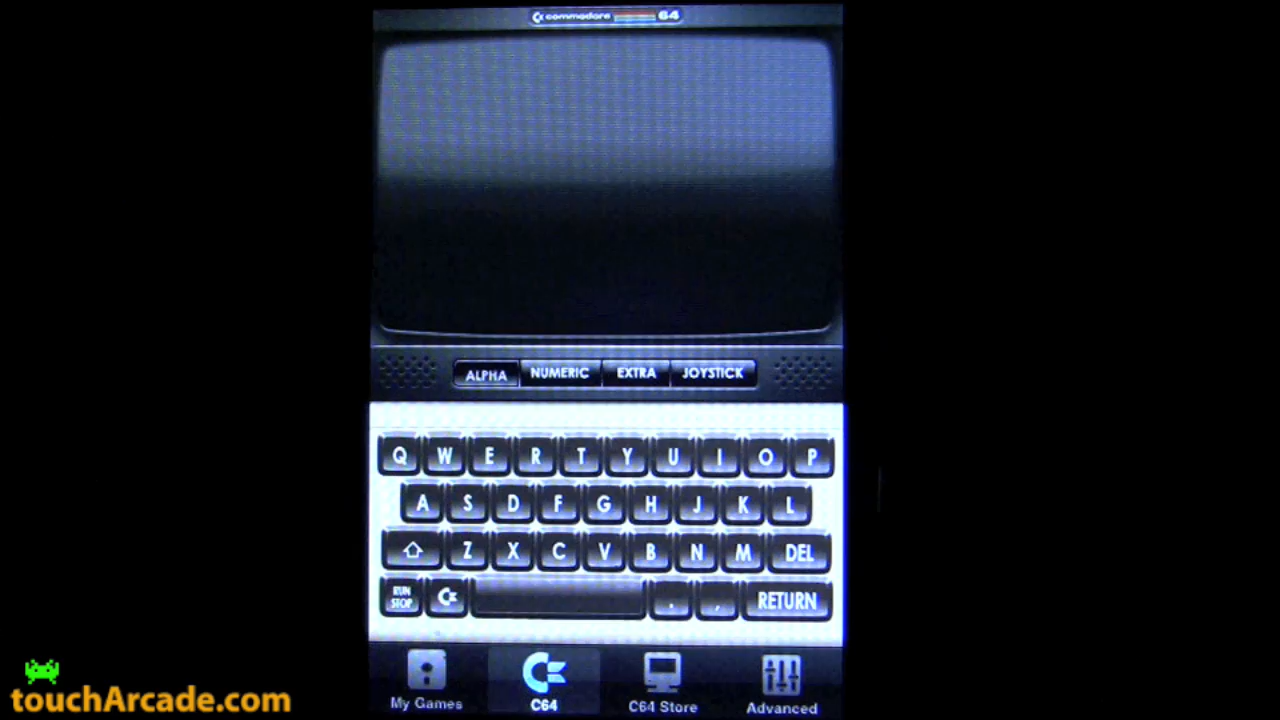 commodore 64
ALPHA NUMERIC EXTRA JOYSTICK
Q W E R T Y U I O P
A S D F G H J K L
Z X C V B N M DEL
RUN STOP . , RETURN
My Games C64 C64 Store Advanced
touchArcade.com